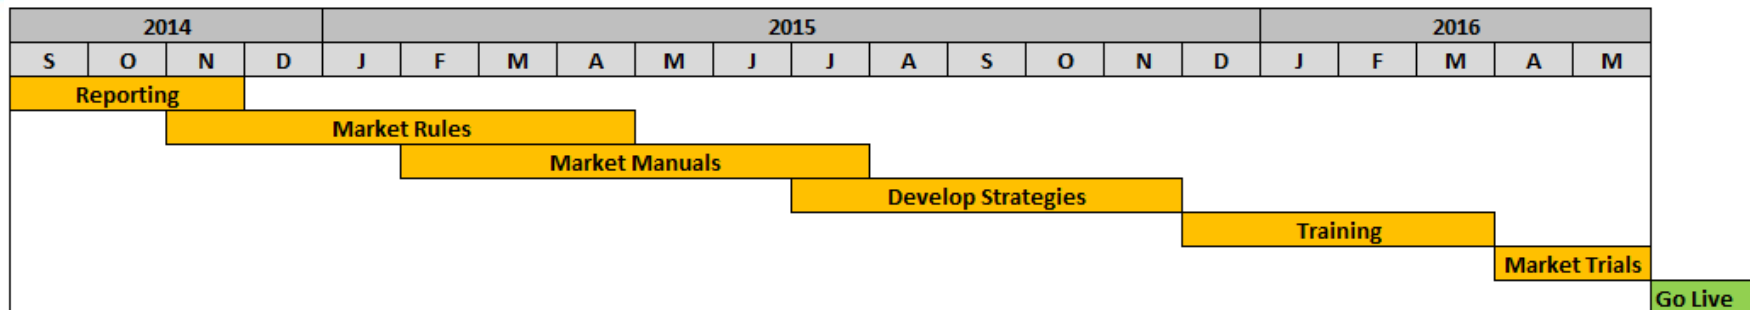 2014 2015 2016
S O N D J F M A M J J A S O N D J F M A M
Reporting
Market Rules
Market Manuals
Develop Strategies
Training
Market Trials
Go Live